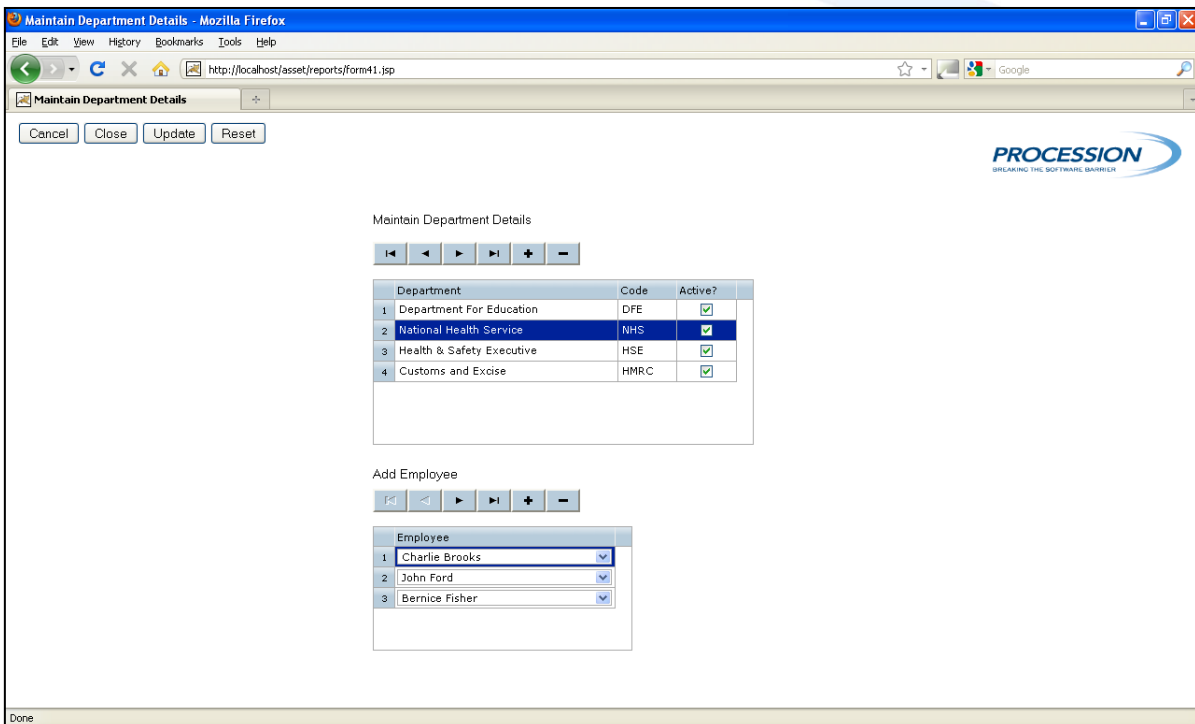 Maintain Department Details - Mozilla Firefox
File Edit View History Bookmarks Tools Help
http://localhost/asset/reports/form41.jsp
Google
Maintain Department Details
Cancel Close Update Reset
PROCESSION
BREAKING THE SOFTWARE BARRIER
Maintain Department Details
Department Code Active?
1 Department For Education DFE
2 National Health Service NHS
3 Health & Safety Executive HSE
4 Customs and Excise HMRC
Add Employee
Employee
1 Charlie Brooks
2 John Ford
3 Bernice Fisher
Done